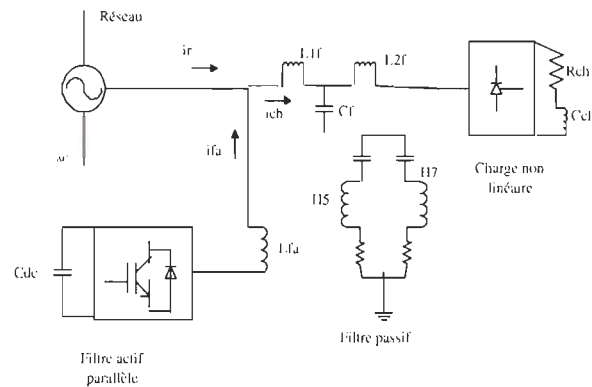 Réseau
ir
L1f
L2f
Rch
ich
Cf
Charge non
linéaire
ifa
H5
H7
Lfa
Cdc
Filtre passif
Filtre actif
parallèle